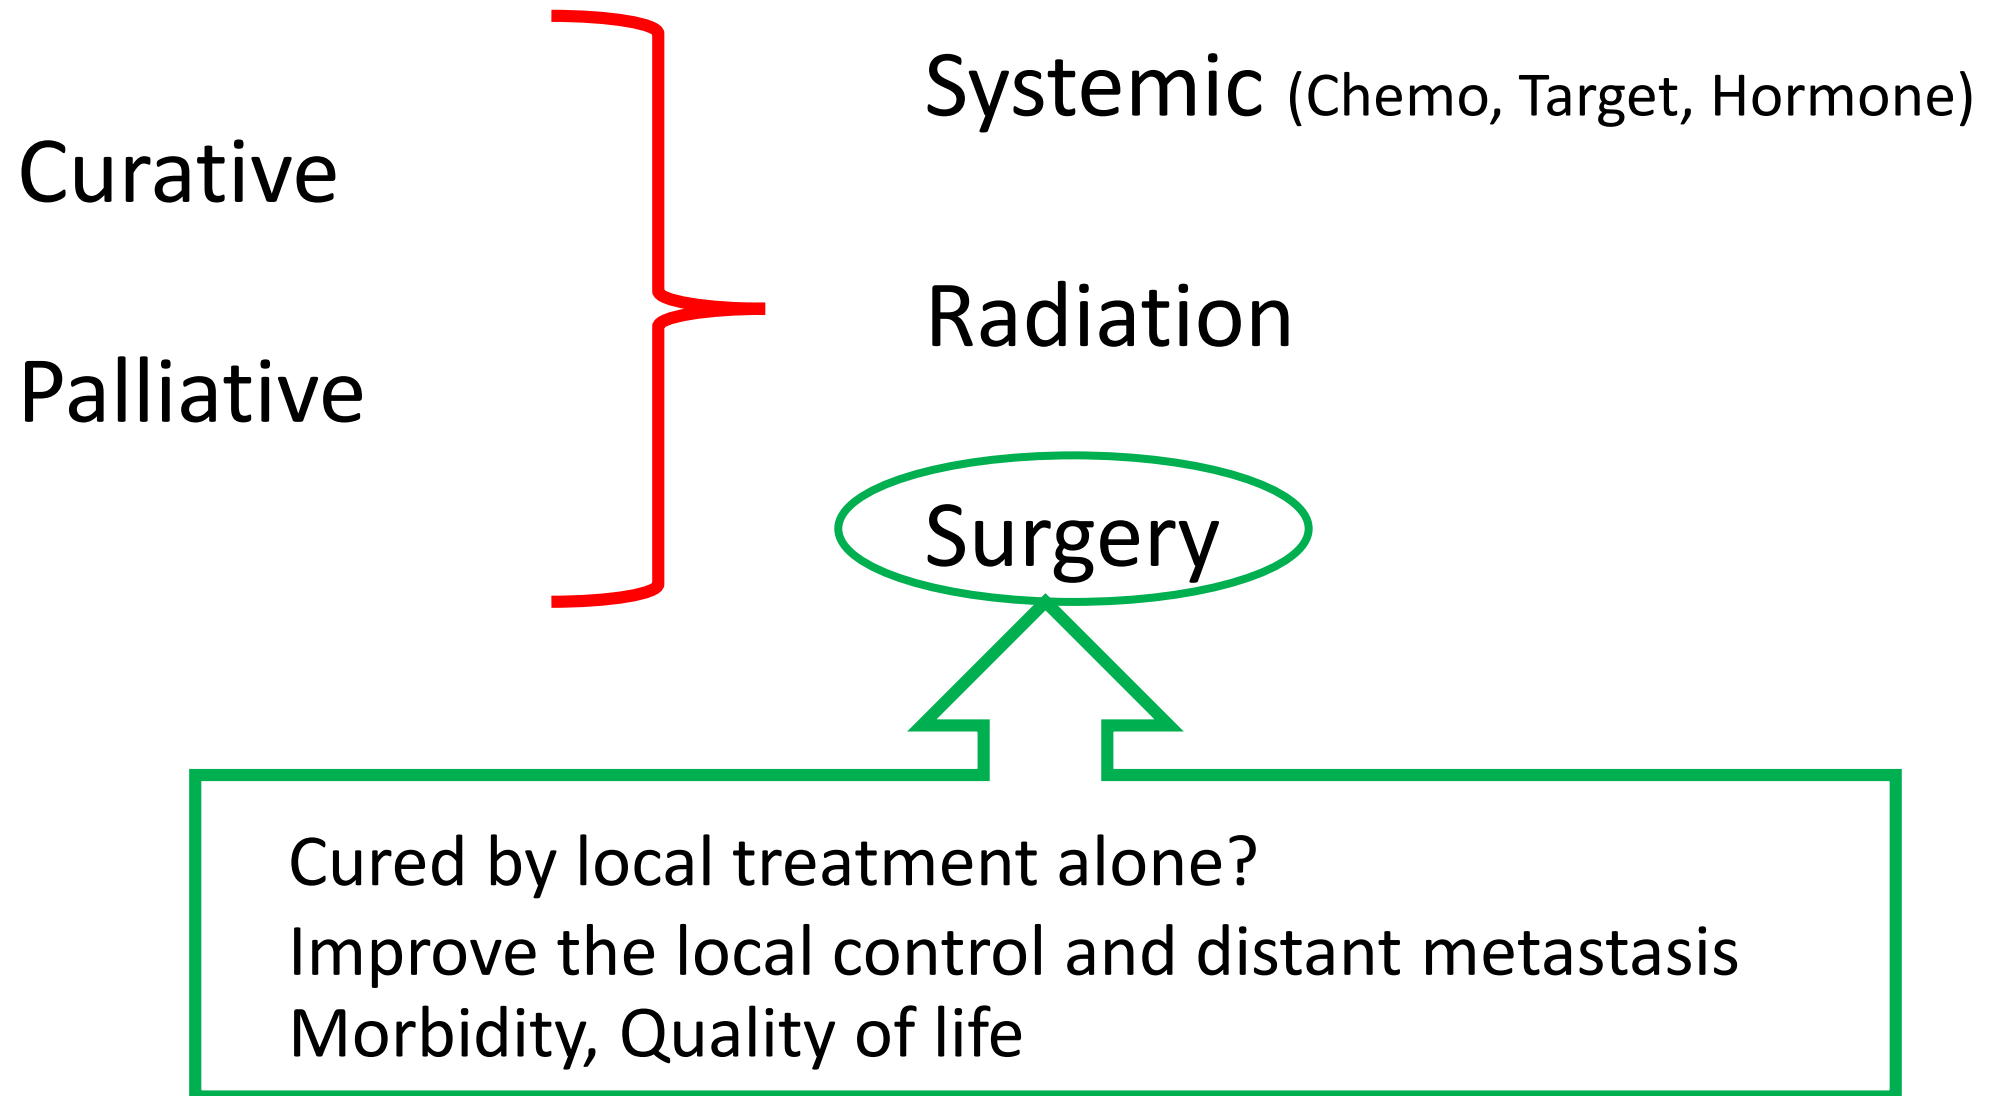 Curative
Palliative
Systemic (Chemo, Target, Hormone)
Radiation
Surgery
Cured by local treatment alone?
Improve the local control and distant metastasis
Morbidity, Quality of life